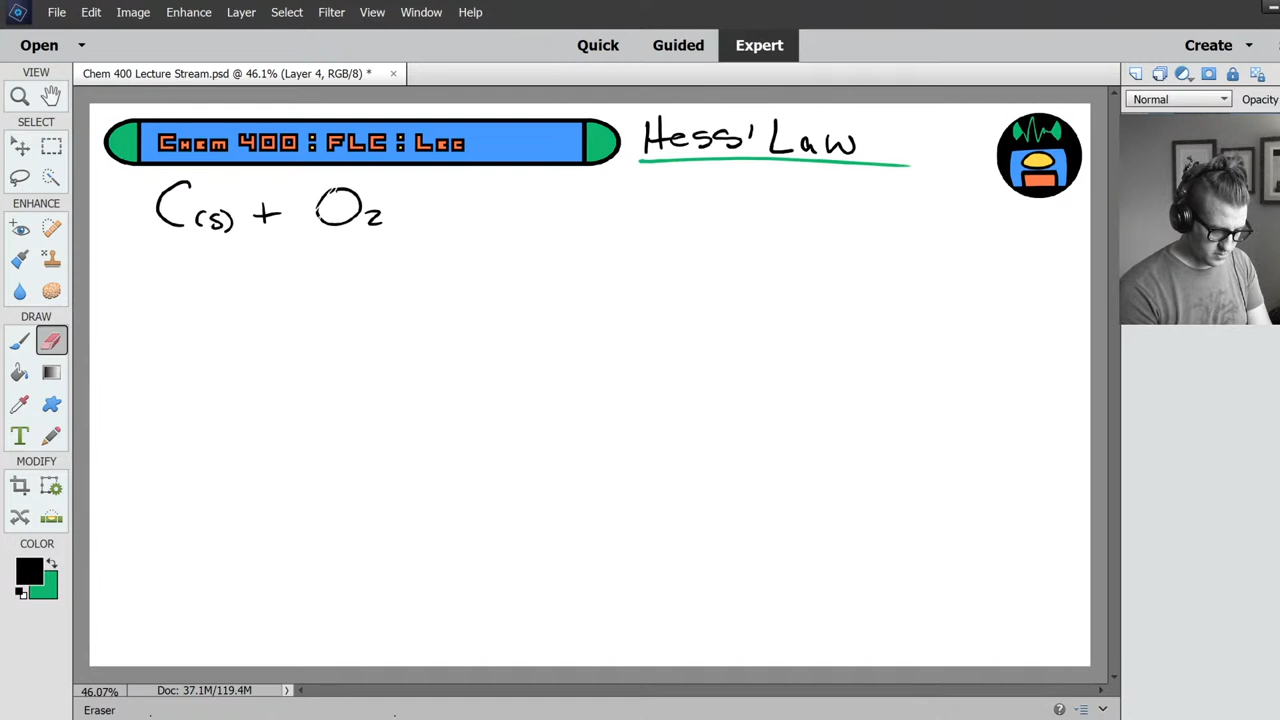 File Edit Image Enhance Layer Select Filter View Window Help
Open Quick Guided Expert Create
VIEW
Chem 400 Lecture Stream.psd @ 46.1% (Layer 4, RGB/8) * ×
Normal Opacity
SELECT
Chem 400 : FLC : Lec
Hess' Law
C(s) + O₂
ENHANCE
DRAW
T
MODIFY
COLOR
46.07% Doc: 37.1M/119.4M
Eraser